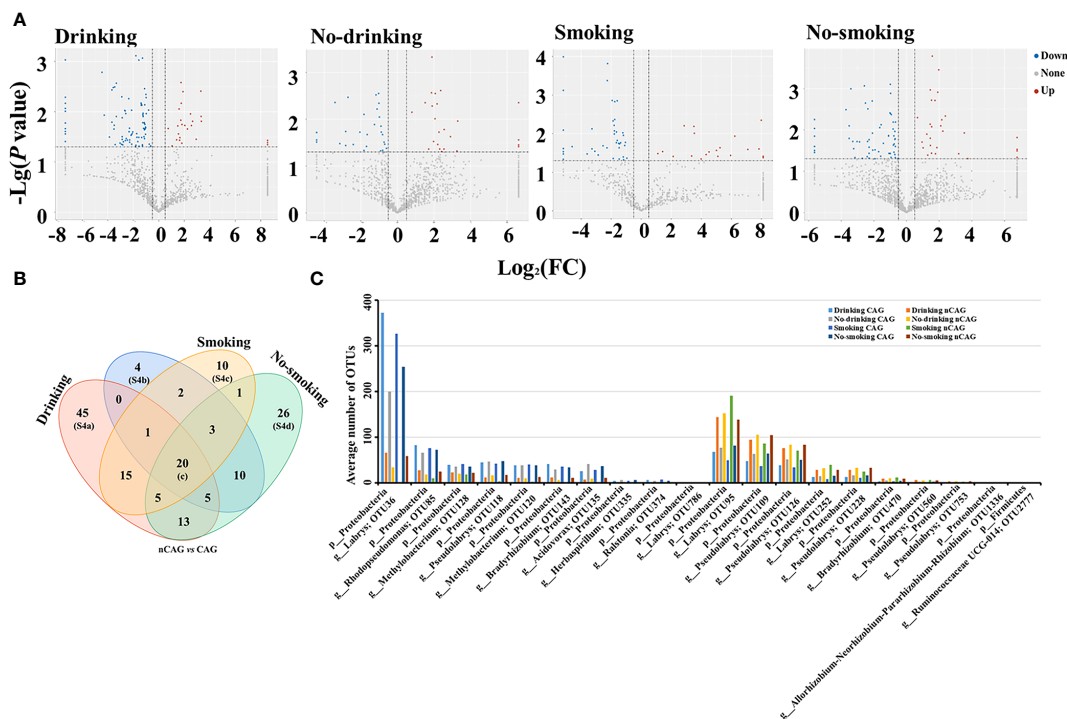 A
Drinking
No-drinking
Smoking
No-smoking
-Lg(P value)
3
2
1
0
-8 -6 -4 -2 0 2 4 6 8
3
2
1
0
-4 -2 0 2 4 6
4
3
2
1
0
-6 -4 -2 0 2 4 6 8
3
2
1
0
-6 -4 -2 0 2 4 6
Down
None
Up
Log2(FC)
B
Drinking
Smoking
No-smoking
4
(S4b)
10
(S4c)
45
(S4a)
0
2
1
26
(S4d)
1
3
15
20
(c)
10
5
5
13
nCAG vs CAG
C
Average number of OTUs
400
300
200
100
0
Drinking CAG
Drinking nCAG
No-drinking CAG
No-drinking nCAG
Smoking CAG
Smoking nCAG
No-smoking CAG
No-smoking nCAG
p__Proteobacteria
g__Labrys; OTU36
p__Proteobacteria
g__Rhodopseudomonas; OTU85
p__Proteobacteria
g__Methylobacterium; OTU128
p__Proteobacteria
g__Pseudolabrys; OTU118
p__Proteobacteria
g__Methylobacterium; OTU120
p__Proteobacteria
g__Bradyrhizobium; OTU143
p__Proteobacteria
g__Acidovorax; OTU135
p__Proteobacteria
g__Herbaspirillum; OTU335
p__Proteobacteria
g__Ralstonia; OTU374
p__Proteobacteria
g__Labrys; OTU786
p__Proteobacteria
g__Labrys; OTU95
p__Proteobacteria
g__Pseudolabrys; OTU109
p__Proteobacteria
g__Pseudolabrys; OTU126
p__Proteobacteria
g__Labrys; OTU252
p__Proteobacteria
g__Pseudolabrys; OTU228
p__Proteobacteria
g__Bradyrhizobium; OTU470
p__Proteobacteria
g__Pseudolabrys; OTU560
p__Proteobacteria
g__Pseudolabrys; OTU753
p__Proteobacteria
g__Allorhizobium-Neorhizobium-Pararhizobium-Rhizobium; OTU1336
p__Firmicutes
g__Ruminococcaceae UCG-014; OTU2777